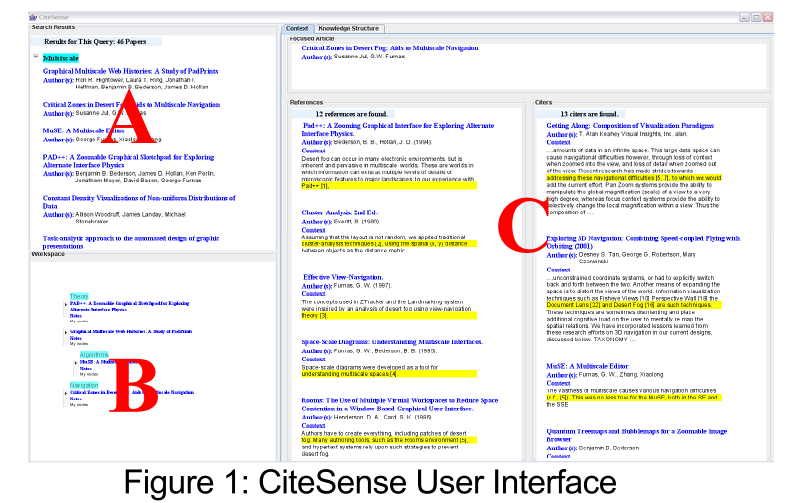 CiteSense
Search Results
Results for This Query: 46 Papers
Multiscale
Graphical Multiscale Web Histories: A Study of PadPrints
Author(s): Ron R. Hightower, Laura T. Ring, Jonathan I.
Helfman, Benjamin B. Bederson, James D. Hollan
Critical Zones in Desert Fog: Aids to Multiscale Navigation
Author(s): Susanne Jul, G.W. Furnas
MuSE: A Multiscale Editor
Author(s): George Furnas, Xiaolong Zhang
PAD++: A Zoomable Graphical Sketchpad for Exploring
Alternate Interface Physics
Author(s): Benjamin B. Bederson, James D. Hollan, Ken Perlin,
Jonathan Meyer, David Bacon, George Furnas
Constant Density Visualizations of Non-uniform Distributions of
Data
Author(s): Allison Woodruff, James Landay, Michael
Stonebraker
Task-analytic approach to the automated design of graphic
presentations
A
Workspace
Theory
PAD++: A Zoomable Graphical Sketchpad for Exploring
Alternate Interface Physics
Notes
My notes
Graphical Multiscale Web Histories: A Study of PadPrints
Notes
My notes
Algorithms
MuSE: A Multiscale
Notes
My notes
Navigation
Critical Zones in Desert Aids to Multiscale Navigation
Notes
My notes
B
Context Knowledge Structure
Focused Article
Critical Zones in Desert Fog: Aids to Multiscale Navigation
Author(s): Susanne Jul, G.W. Furnas
References
12 references are found.
Pad++: A Zooming Graphical Interface for Exploring Alternate
Interface Physics.
Author(s): Bederson, B. B., Hollan, J. D. (1994).
Context
Desert fog can occur in many electronic environments, but is
inherent and pervasive in multiscale worlds. These are worlds in
which information can exist at multiple levels of details or
microscopic features to major landmarks. In our experience with
Pad++ [1],
Cluster Analysis. 2nd Ed..
Author(s): Everitt, B. (1980).
Context
Assuming that the layout is not random, we applied traditional
cluster-analysis techniques [2], using the spatial (x, y) distance
between objects as the distance metric
Effective View-Navigation.
Author(s): Furnas, G. W. (1997).
Context
The concepts used in ZTracker and the Landmarking system
were inspired by an analysis of desert fog using view-navigation
theory [3].
Space-Scale Diagrams: Understanding Multiscale Interfaces.
Author(s): Furnas, G. W., Bederson, B. B. (1995).
Context
Space-scale diagrams were developed as a tool for
understanding multiscale spaces [4].
Rooms: The Use of Multiple Virtual Workspaces to Reduce Space
Contention in a Window Based Graphical User Interface.
Author(s): Henderson, D. A., Card, S. K. (1986)
Context
Authors have to create everything, including patches of desert
fog. Many authoring tools, such as the Rooms environment [5],
and hypertext systems rely upon such strategies to prevent
desert fog.
Citers
13 citers are found.
Getting Along: Composition of Visualization Paradigms
Author(s): T. Alan Keahey Visual Insights, Inc. alan.
Context
...amounts of data in an infinite space. This large data space can
cause navigational difficulties however, through loss of context
when zoomed into the view, and loss of detail when zoomed out
of the view. Recent research has made strides towards
addressing these navigational difficulties [5, 7], to which we would
add the current effort. Pan Zoom systems provide the ability to
manipulate the global magnification (scale) of a view to a very
high degree, whereas focus context systems provide the ability to
selectively change the local magnification within a view. Thus the
composition of ...
C
Exploring 3D Navigation: Combining Speed-coupled Flying with
Orbiting (2001)
Author(s): Desney S. Tan, George G. Robertson, Mary
Czerwinski
Context
...unconstrained coordinate systems, or had to explicitly switch
back and forth between the two. Another means of expanding the
space is to distort the views of the world. Information visualization
techniques such as Fisheye Views [10] Perspective Wall [18] the
Document Lens [22] and Desert Fog [16] are such techniques.
These techniques are sometimes disorienting and place
additional cognitive load on the user to mentally re map the
spatial relations. We have incorporated lessons learned from
these research efforts on 3D navigation in our current designs,
discussed below. TAXONOMY ....
MuSE: A Multiscale Editor
Author(s): Furnas, G. W., Zhang, Xiaolong
Context
The vastness of multiscale causes various navigation difficulties
(c.f., [5]). This was no less true for the MuSE, both in the SE and
the SSE
Quantum Treemaps and Bubblemaps for a Zoomable Image
Browser
Author(s): Benjamin B. Bederson
Context
Figure 1: CiteSense User Interface